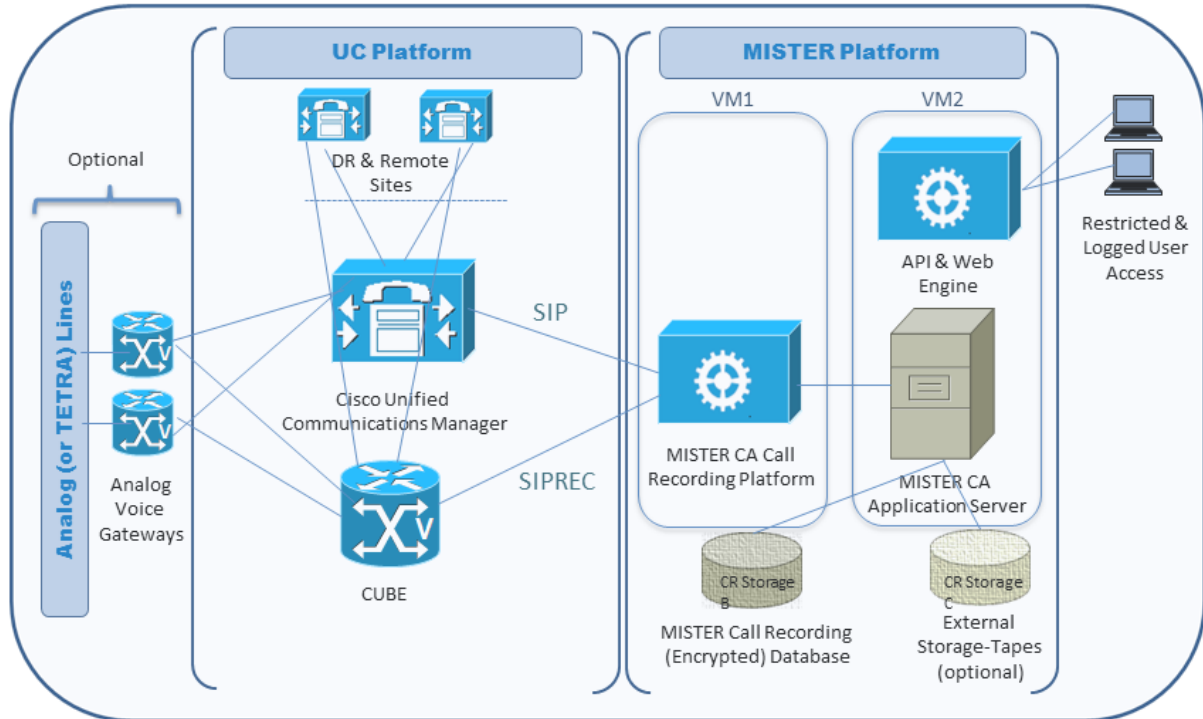 UC Platform
MISTER Platform
VM1
VM2
Optional
DR & Remote
Sites
Analog (or TETRA) Lines
Analog
Voice
Gateways
Cisco Unified
Communications Manager
CUBE
SIP
SIPREC
MISTER CA Call
Recording Platform
API & Web
Engine
MISTER CA
Application Server
Restricted &
Logged User
Access
CR Storage
B
MISTER Call Recording
(Encrypted) Database
CR Storage
C
External
Storage-Tapes
(optional)
V
V
V